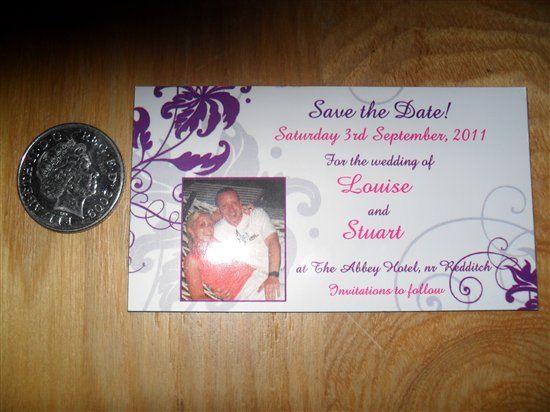 Save the Date!
Saturday 3rd September, 2011
For the wedding of
Louise
and
Stuart
at The Abbey Hotel, nr Redditch
Invitations to follow